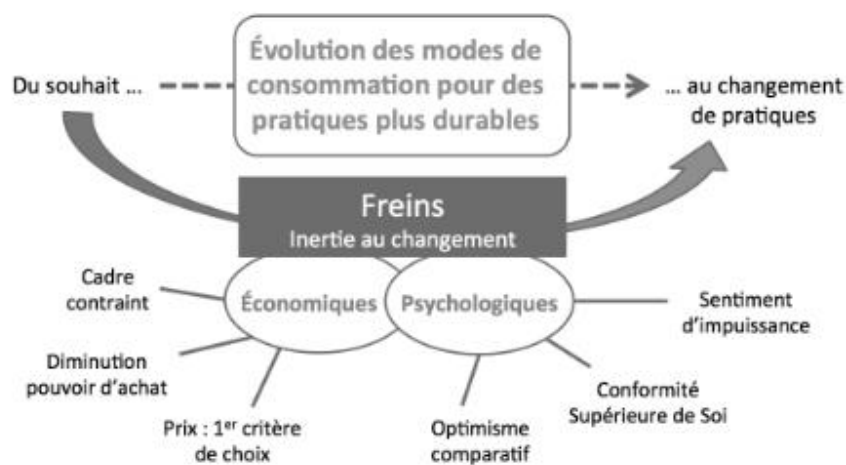 Évolution des modes de
consommation pour des
pratiques plus durables
Du souhait ...
... au changement
de pratiques
Freins
Inertie au changement
Économiques
Psychologiques
Cadre
contraint
Diminution
pouvoir d'achat
Prix : 1er critère
de choix
Optimisme
comparatif
Conformité
Supérieure de Soi
Sentiment
d'impuissance